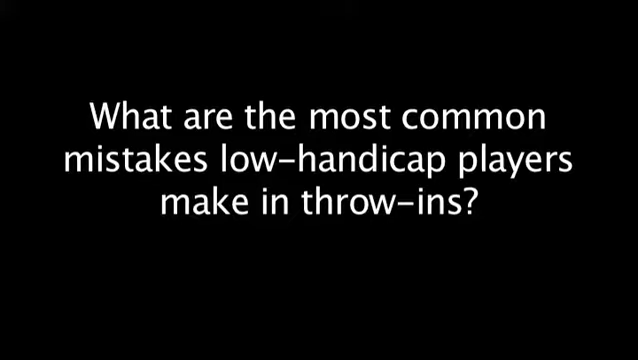 What are the most common
mistakes low-handicap players
make in throw-ins?